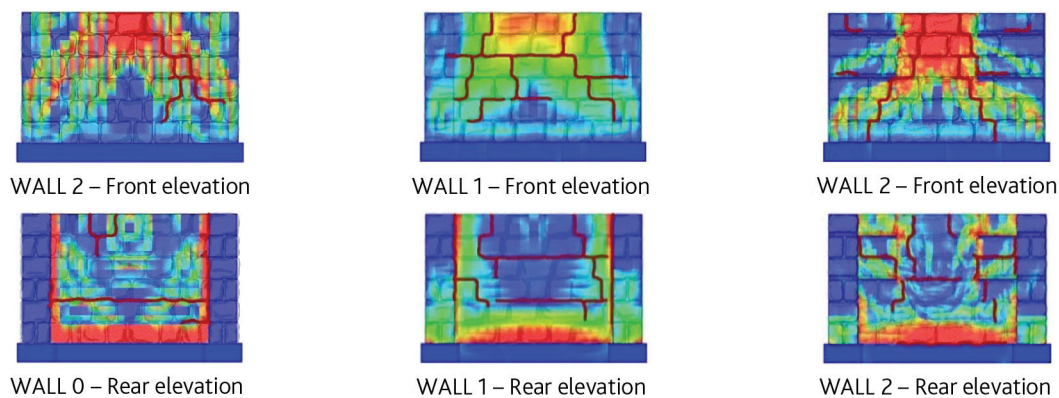 WALL 2 – Front elevation
WALL 1 – Front elevation
WALL 2 – Front elevation
WALL 0 – Rear elevation
WALL 1 – Rear elevation
WALL 2 – Rear elevation